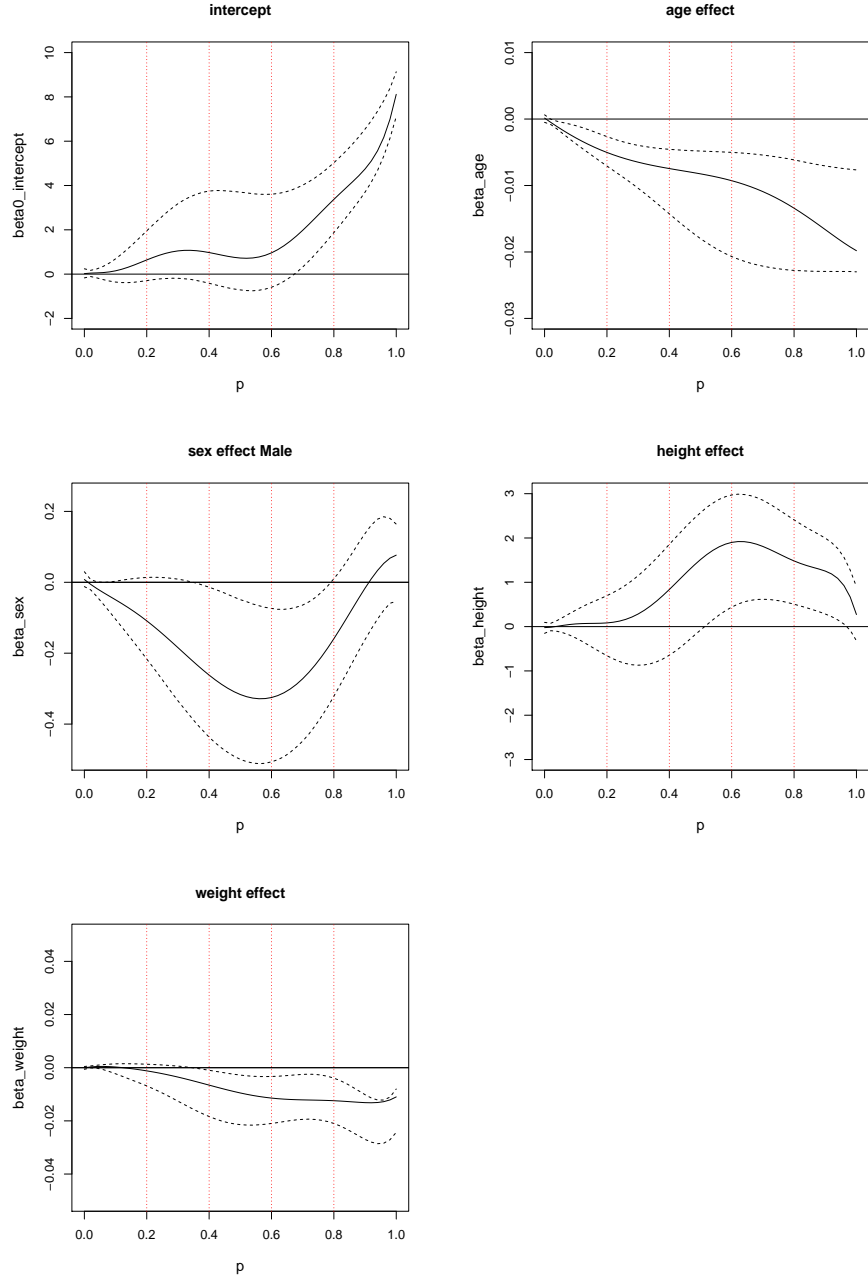 intercept
beta0_intercept
10
8
6
4
2
0
−2
0.0 0.2 0.4 0.6 0.8 1.0
p
age effect
beta_age
0.01
0.00
−0.01
−0.02
−0.03
0.0 0.2 0.4 0.6 0.8 1.0
p
sex effect Male
beta_sex
0.2
0.0
−0.2
−0.4
0.0 0.2 0.4 0.6 0.8 1.0
p
height effect
beta_height
3
2
1
0
−1
−2
−3
0.0 0.2 0.4 0.6 0.8 1.0
p
weight effect
beta_weight
0.04
0.02
0.00
−0.02
−0.04
0.0 0.2 0.4 0.6 0.8 1.0
p